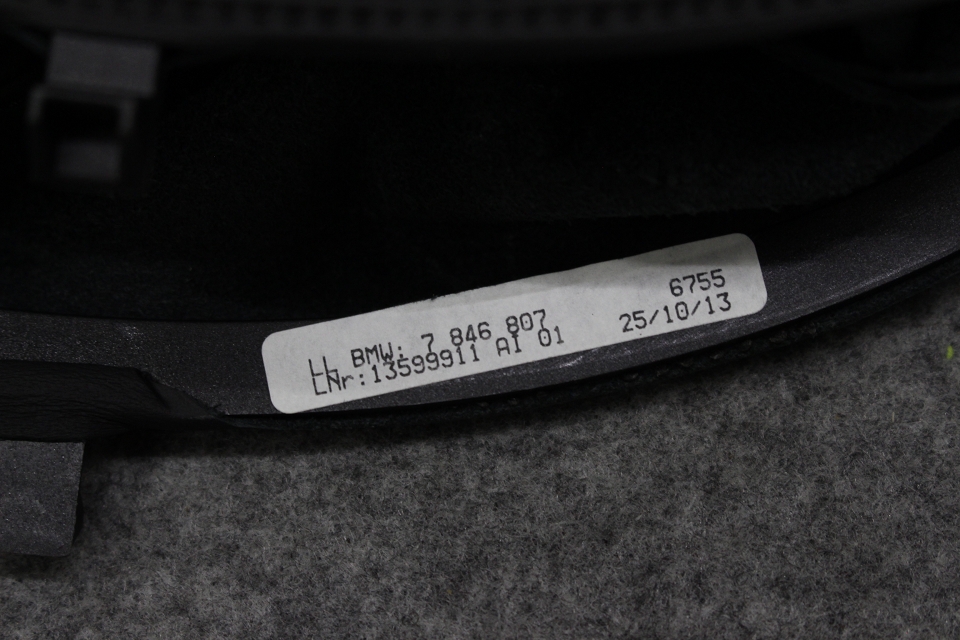 LL BMW: 7 846 807 6755
LNr:13599911 AI 01 25/10/13